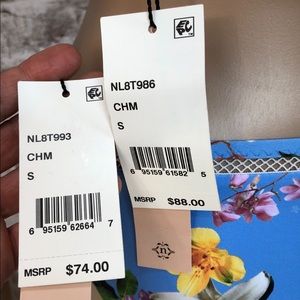 NL8T993
CHM
S
6 95159 62664 7
MSRP $74.00
NL8T986
CHM
S
6 95159 61582 5
MSRP $88.00
n